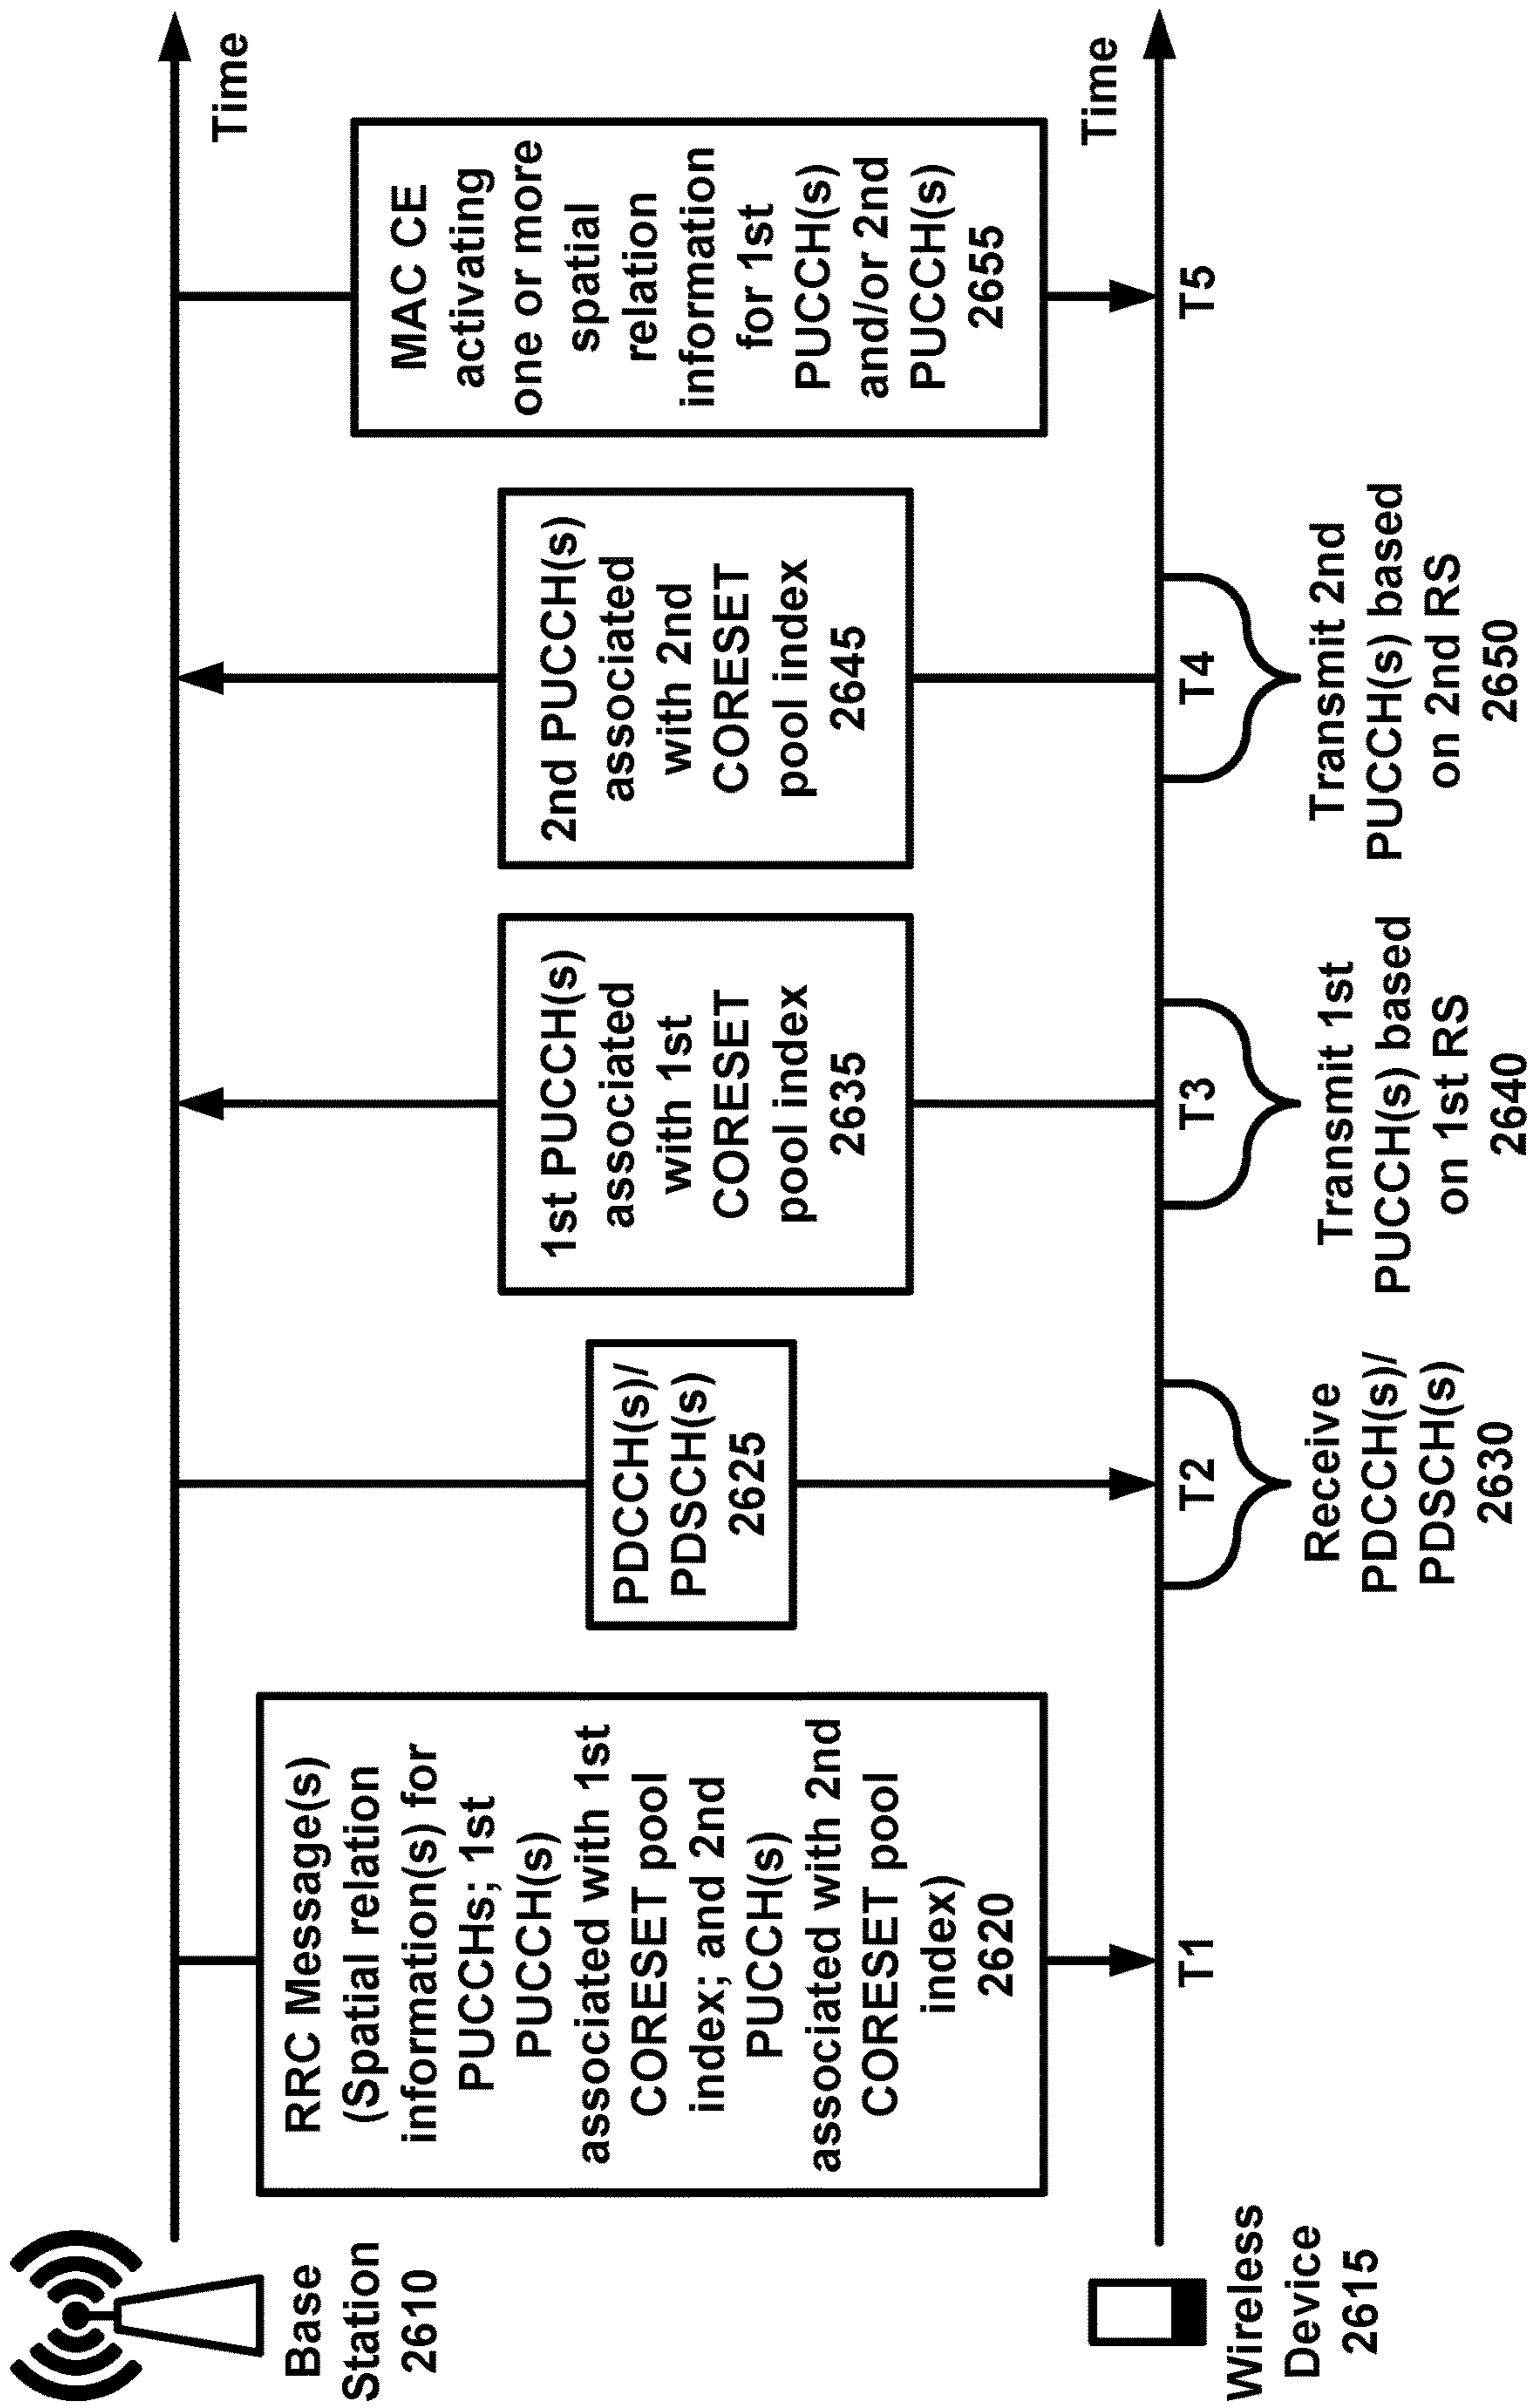 Base
Station
2610
RRC Message(s)
(Spatial relation
information(s) for
PUCCHs; 1st
PUCCH(s)
associated with 1st
CORESET pool
index; and 2nd
PUCCH(s)
associated with 2nd
CORESET pool
index)
2620
PDCCH(s)/
PDSCH(s)
2625
1st PUCCH(s)
associated
with 1st
CORESET
pool index
2635
2nd PUCCH(s)
associated
with 2nd
CORESET
pool index
2645
MAC CE
activating
one or more
spatial
relation
information
for 1st
PUCCH(s)
and/or 2nd
PUCCH(s)
2655
Time
Wireless
Device
2615
T1
T2
T3
T4
T5
Time
Receive
PDCCH(s)/
PDSCH(s)
2630
Transmit 1st
PUCCH(s) based
on 1st RS
2640
Transmit 2nd
PUCCH(s) based
on 2nd RS
2650